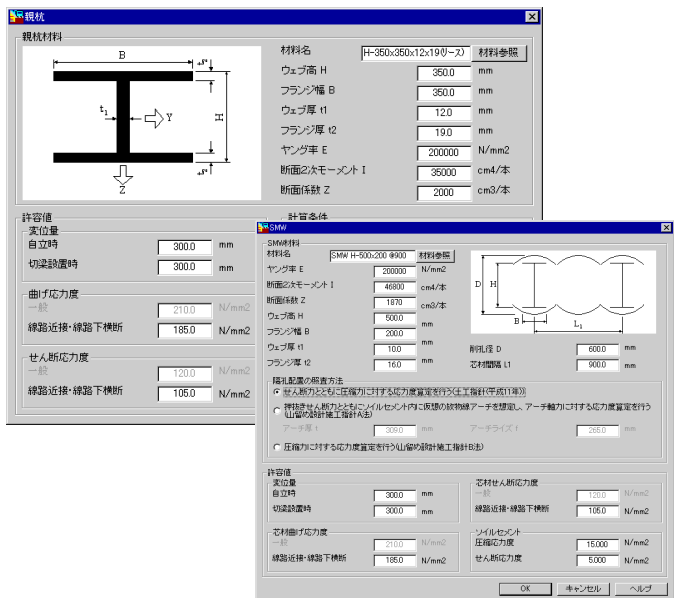 親杭
親杭材料
B
H
t1
t2
Y
Z
材料名 H-350x350x12x19(リース) 材料参照
ウェブ高 H 350.0 mm
フランジ幅 B 350.0 mm
ウェブ厚 t1 12.0 mm
フランジ厚 t2 19.0 mm
ヤング率 E 200000 N/mm2
断面2次モーメント I 35000 cm4/本
断面係数 Z 2000 cm3/本
許容値
計算条件
変位量
自立時 300.0 mm
切梁設置時 300.0 mm
曲げ応力度
一般 210.0 N/mm2
線路近接・線路下横断 185.0 N/mm2
せん断応力度
一般 120.0 N/mm2
線路近接・線路下横断 105.0 N/mm2
SMW
SMW材料
材料名 SMW H-500x200 @900 材料参照
ヤング率 E 200000 N/mm2
断面2次モーメント I 46800 cm4/本
断面係数 Z 1870 cm3/本
ウェブ高 H 500.0 mm
フランジ幅 B 200.0 mm
ウェブ厚 t1 10.0 mm
フランジ厚 t2 16.0 mm
D
H
B
L1
削孔径 D 600.0 mm
芯材間隔 L1 900.0 mm
隔孔配置の照査方法
せん断力とともに圧縮力に対する応力度算定を行う(土工指針(平成11年))
押抜きせん断力とともにソイルセメント内に仮想の放物線アーチを想定し、アーチ軸力に対する応力度算定を行う
(山留め設計施工指針A法)
アーチ厚 t 309.0 mm アーチライズ f 265.0 mm
圧縮力に対する応力度算定を行う(山留め設計施工指針B法)
許容値
変位量
自立時 300.0 mm
切梁設置時 300.0 mm
芯材せん断応力度
一般 120.0 N/mm2
線路近接・線路下横断 105.0 N/mm2
芯材曲げ応力度
一般 210.0 N/mm2
線路近接・線路下横断 185.0 N/mm2
ソイルセメント
圧縮応力度 15.000 N/mm2
せん断応力度 5.000 N/mm2
OK キャンセル ヘルプ